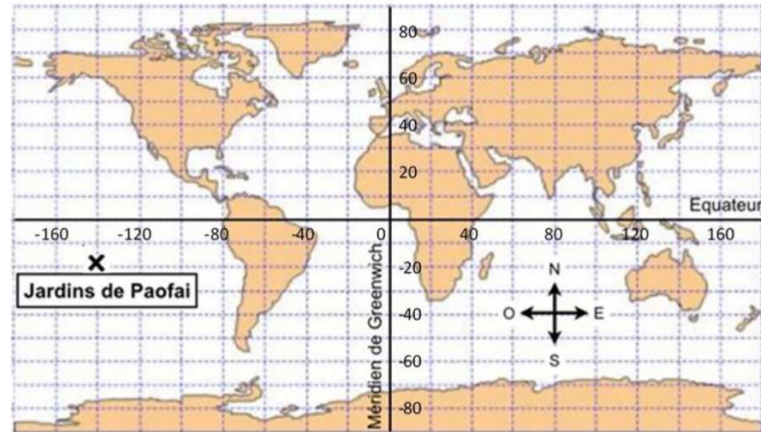 80
60
40
20
Equateur
-160 -120 -80 -40 0 40 80 120 160
Jardins de Paofai
Méridien de Greenwich
-20
-40
-60
-80
N
O E
S